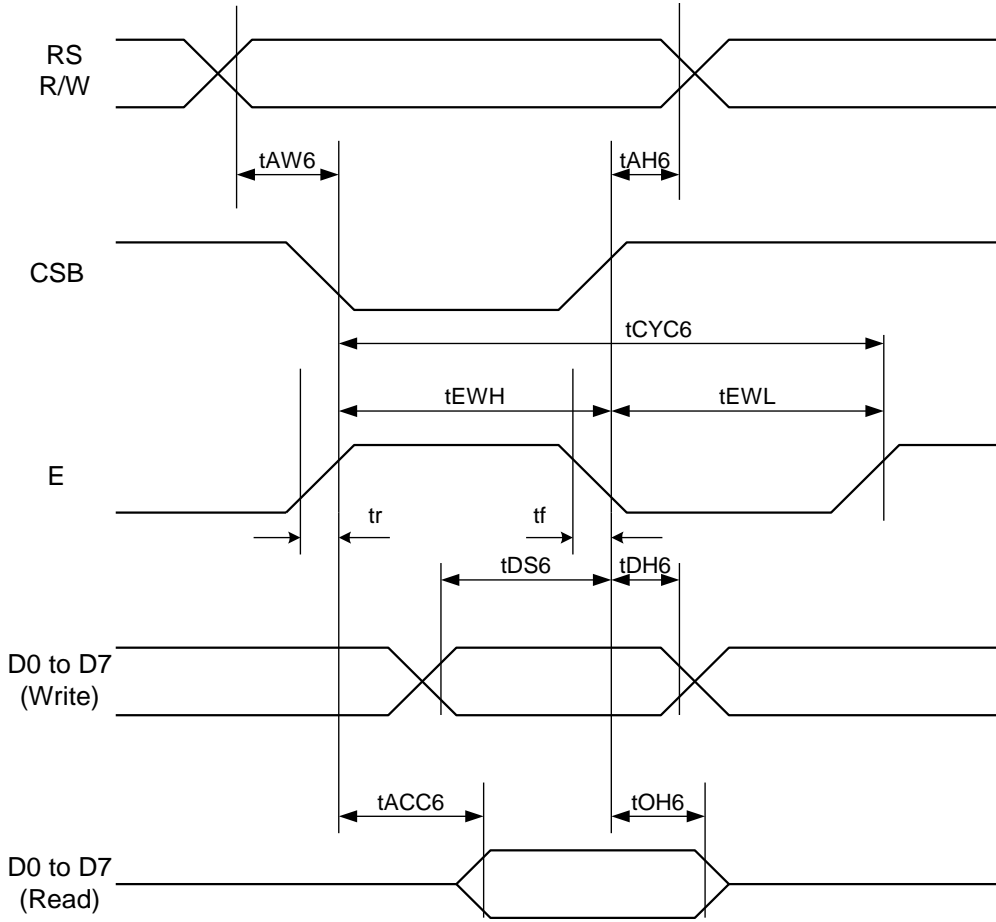 RS
R/W
tAW6
tAH6
CSB
tCYC6
tEWH
tEWL
E
tr
tf
tDS6
tDH6
D0 to D7
(Write)
tACC6
tOH6
D0 to D7
(Read)